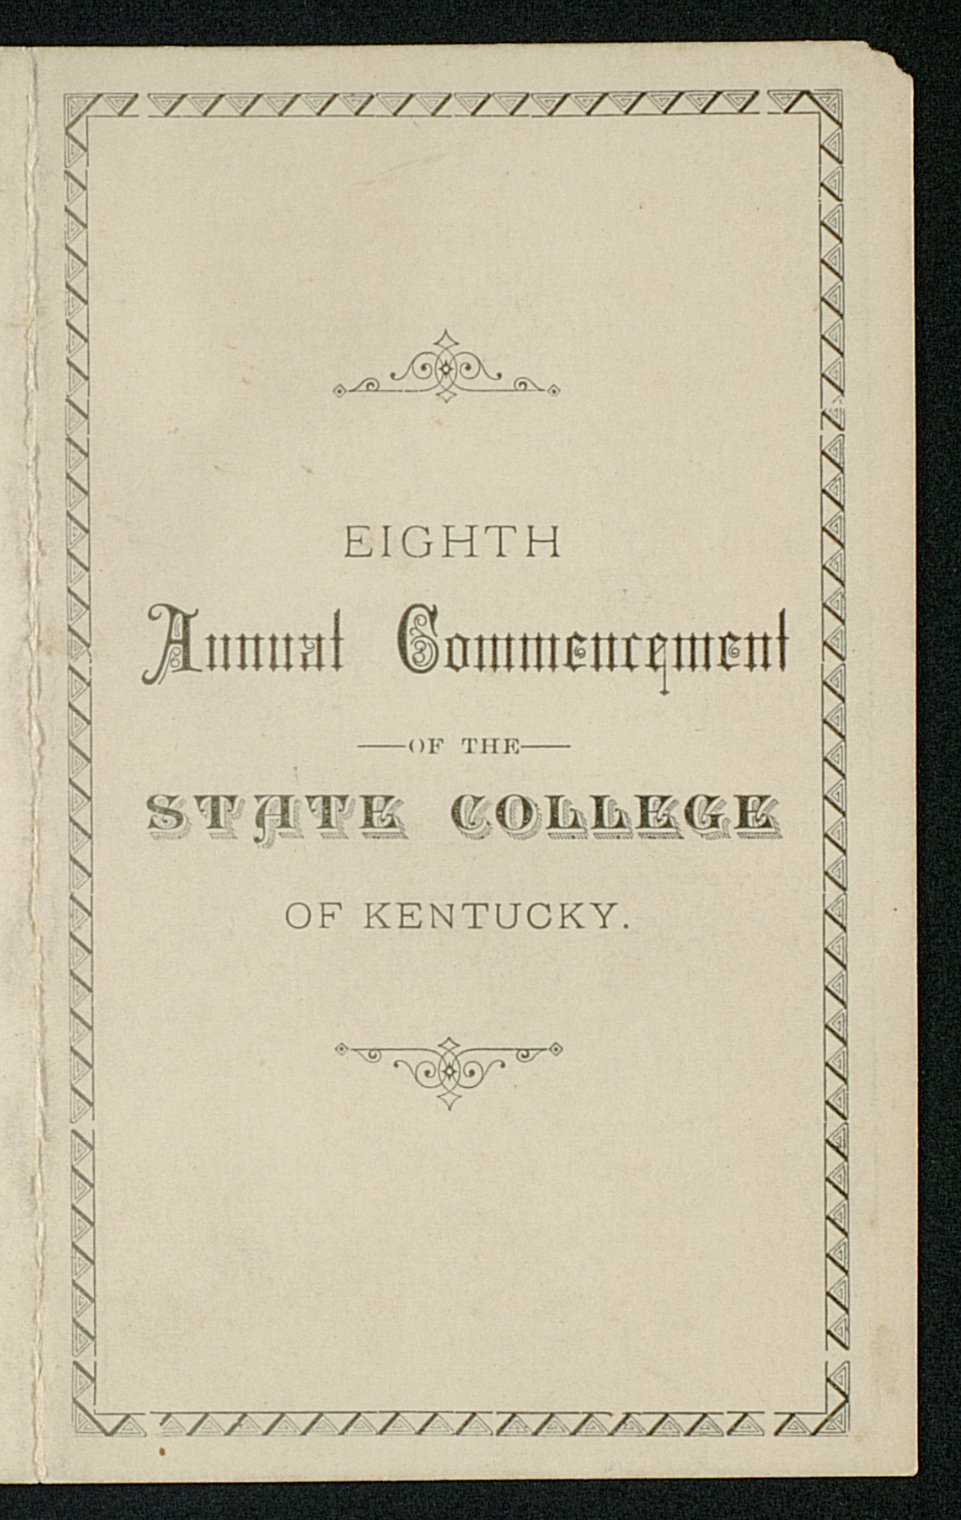 EIGHTH
Annual Commencement
—OF THE—
STATE COLLEGE
OF KENTUCKY.